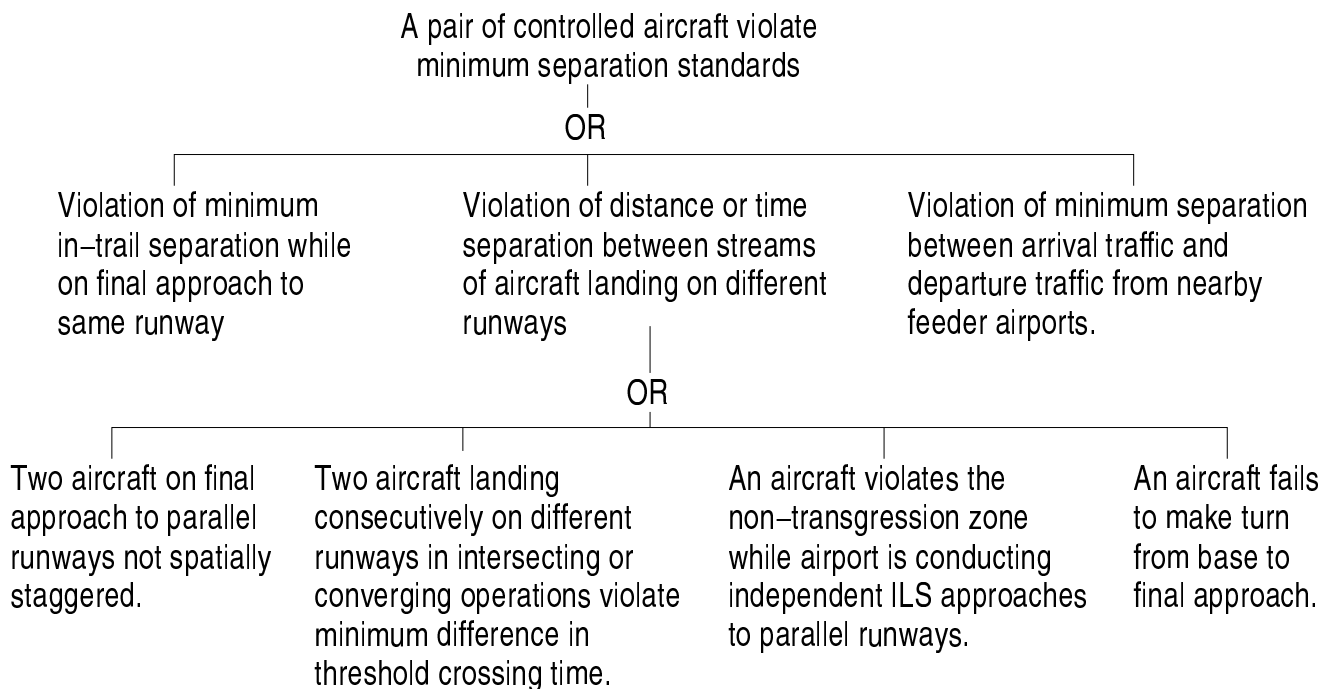 A pair of controlled aircraft violate
minimum separation standards
OR
Violation of minimum
in−trail separation while
on final approach to
same runway
Violation of distance or time
separation between streams
of aircraft landing on different
runways
Violation of minimum separation
between arrival traffic and
departure traffic from nearby
feeder airports.
OR
Two aircraft on final
approach to parallel
runways not spatially
staggered.
Two aircraft landing
consecutively on different
runways in intersecting or
converging operations violate
minimum difference in
threshold crossing time.
An aircraft violates the
non−transgression zone
while airport is conducting
independent ILS approaches
to parallel runways.
An aircraft fails
to make turn
from base to
final approach.